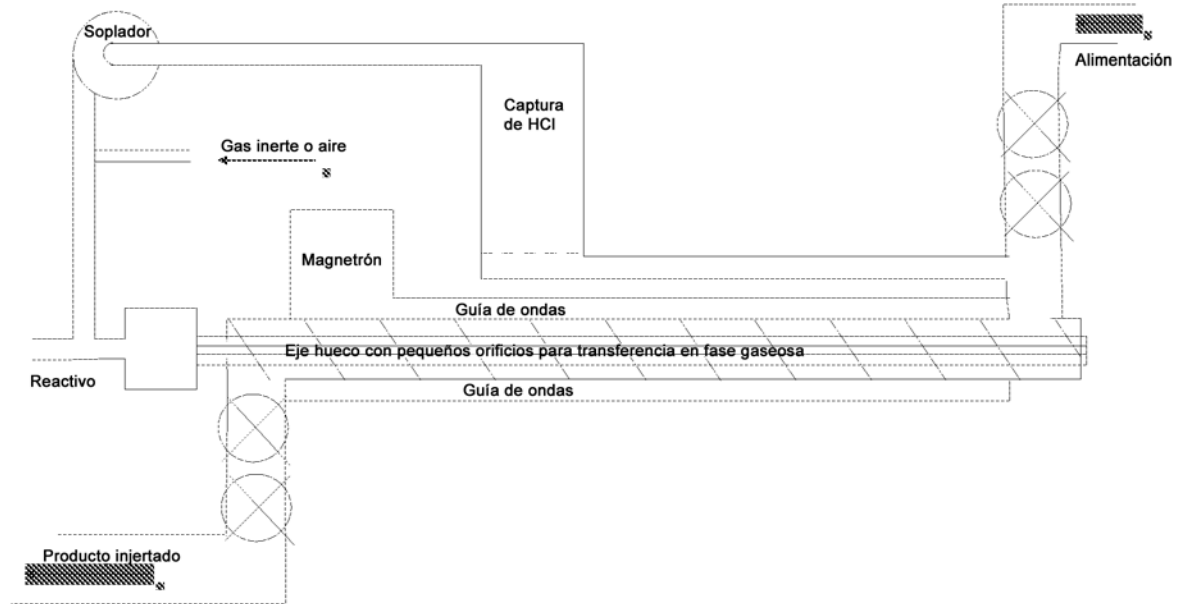 Soplador
Alimentación
Captura
de HCl
Gas inerte o aire
Magnetrón
Guía de ondas
Eje hueco con pequeños orificios para transferencia en fase gaseosa
Reactivo
Guía de ondas
Producto injertado